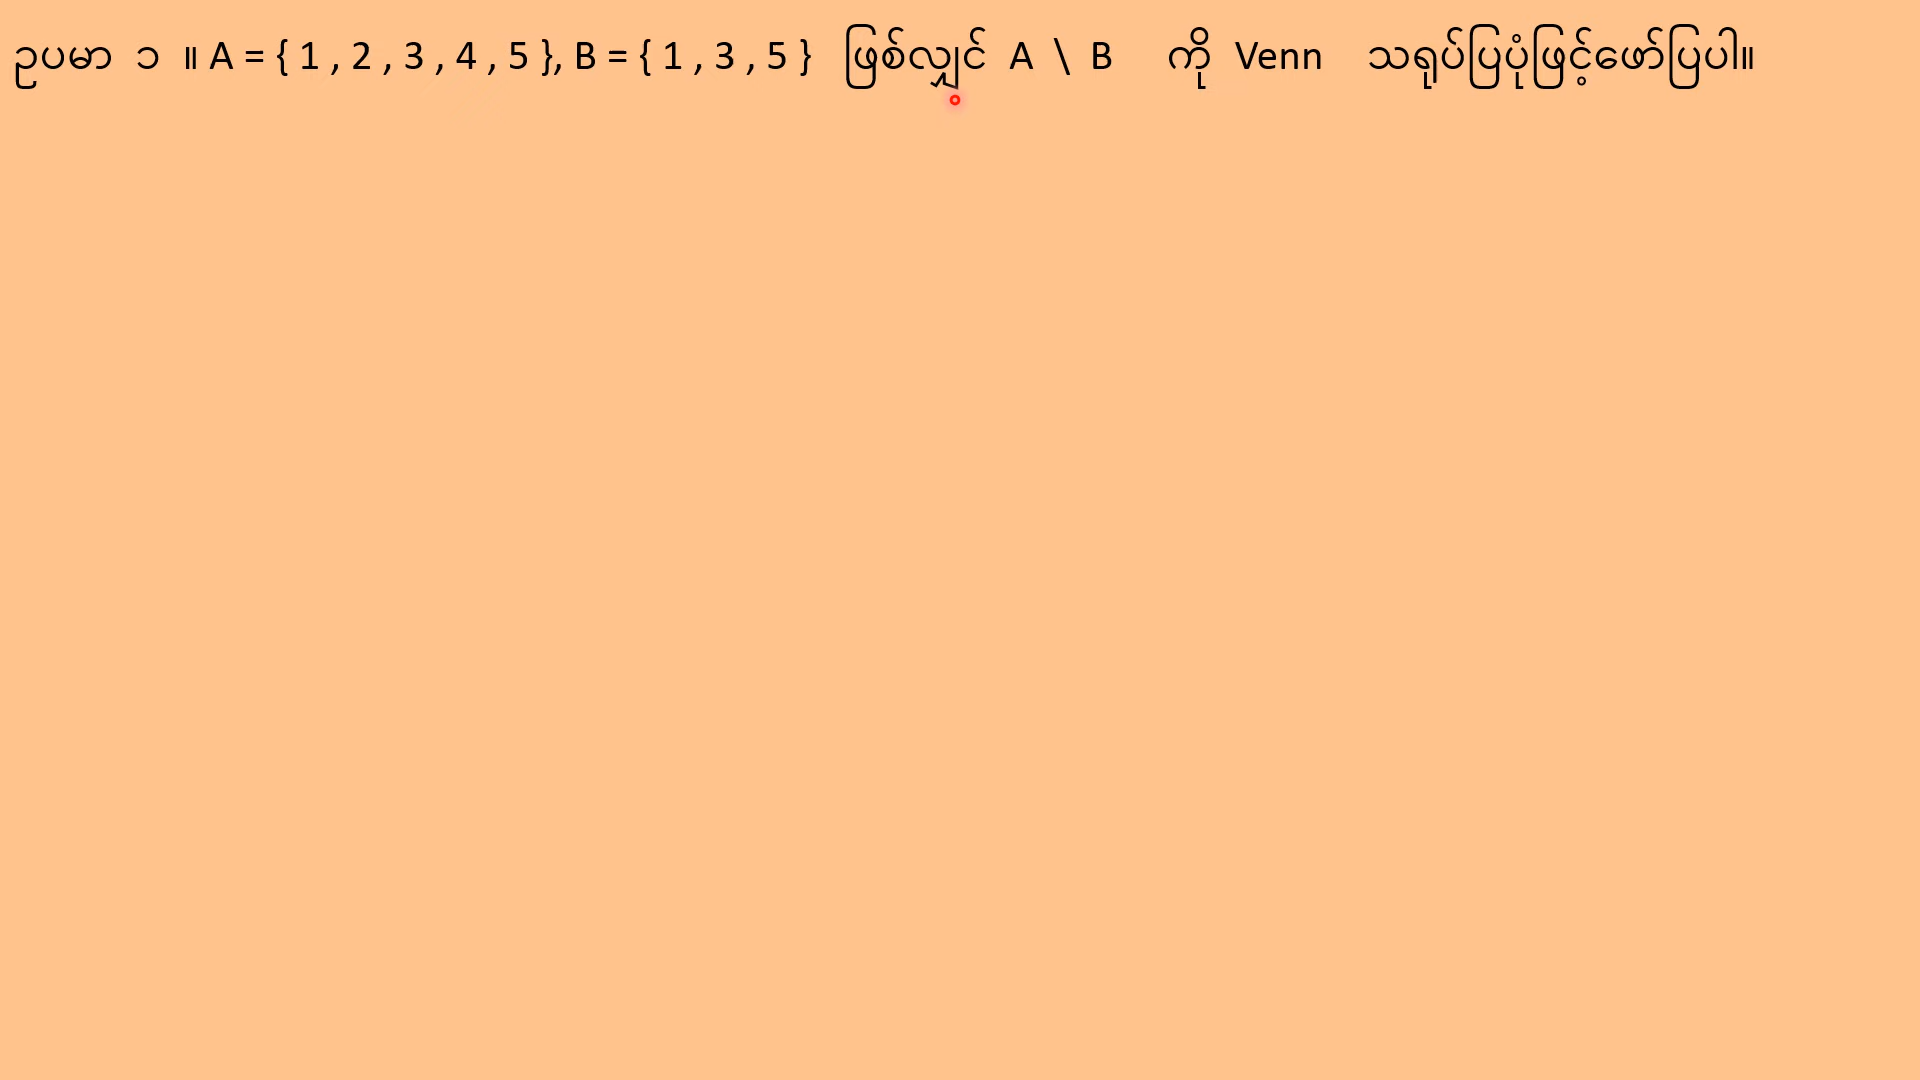 ဥပမာ ၁ ။ A = { 1 , 2 , 3 , 4 , 5 }, B = { 1 , 3 , 5 } ဖြစ်လျှင် A \ B ကို Venn သရုပ်ပြပုံဖြင့်ဖော်ပြပါ။